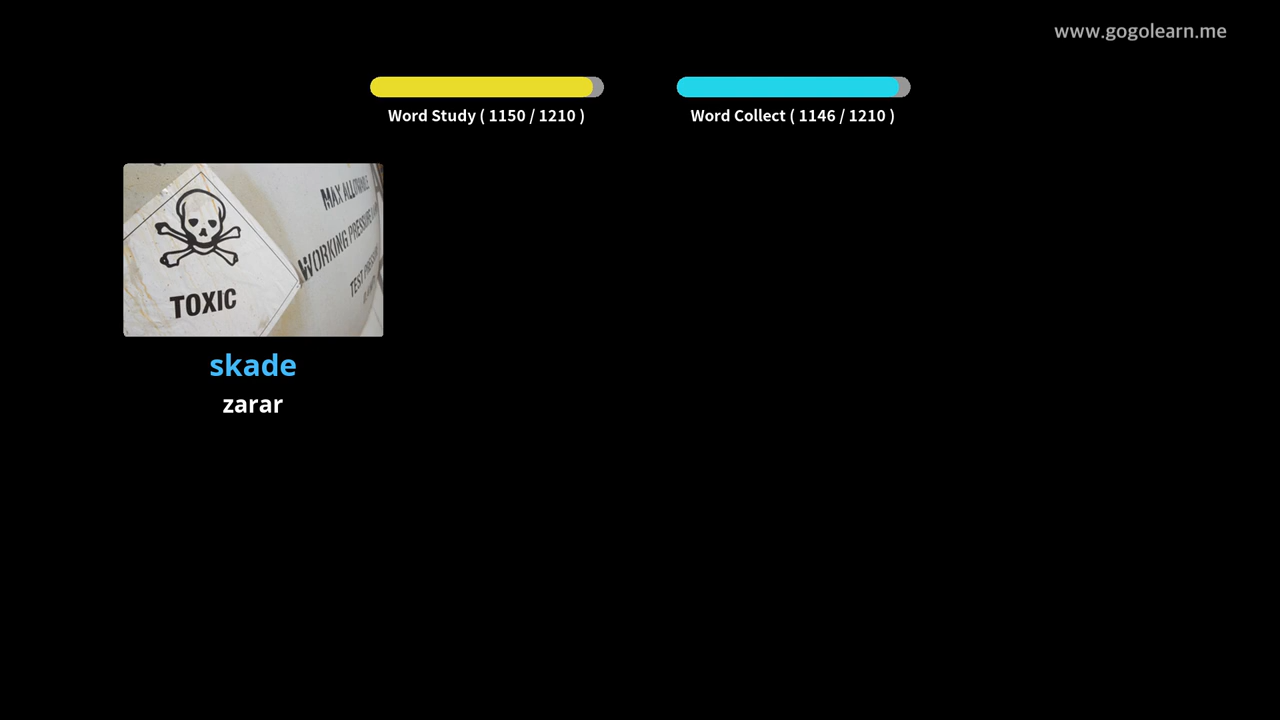 www.gogolearn.me
Word Study ( 1150 / 1210 )
Word Collect ( 1146 / 1210 )
MAX ALLOWABLE
WORKING PRESSURE
TEST
TOXIC
skade
zarar